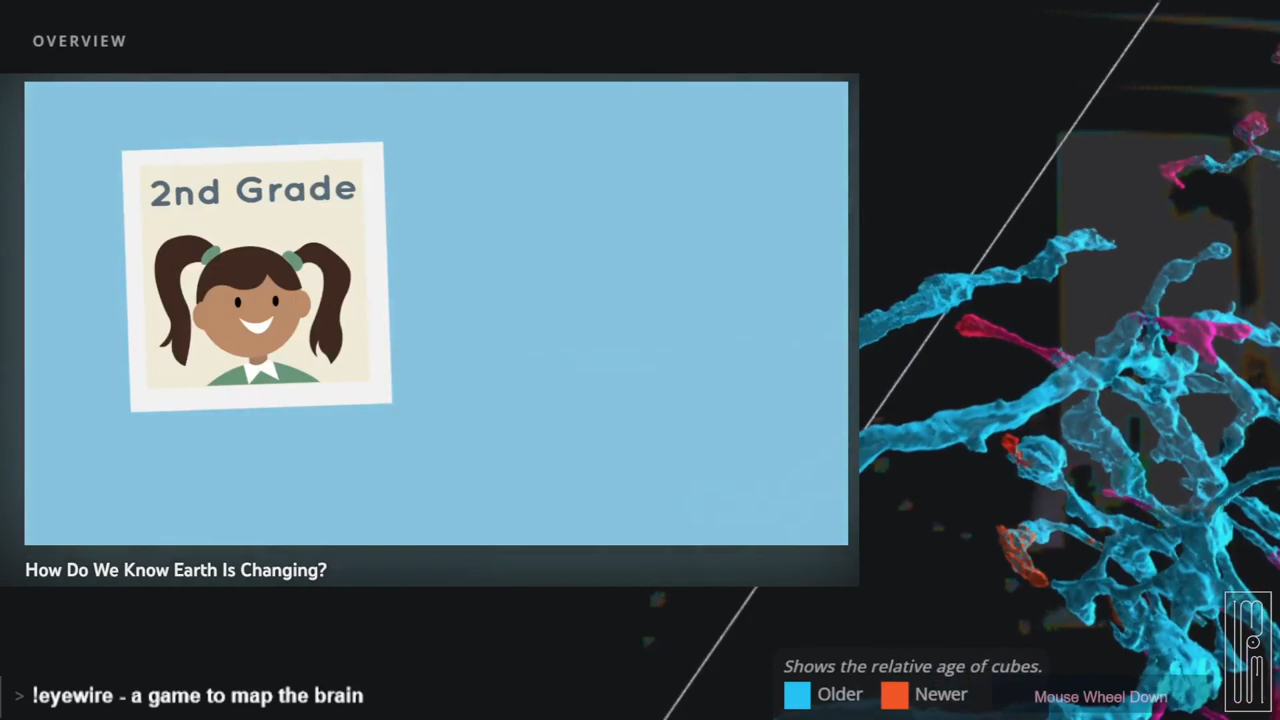 OVERVIEW
2nd Grade
How Do We Know Earth Is Changing?
> !eyewire - a game to map the brain
Shows the relative age of cubes.
Older Newer
Mouse Wheel Down